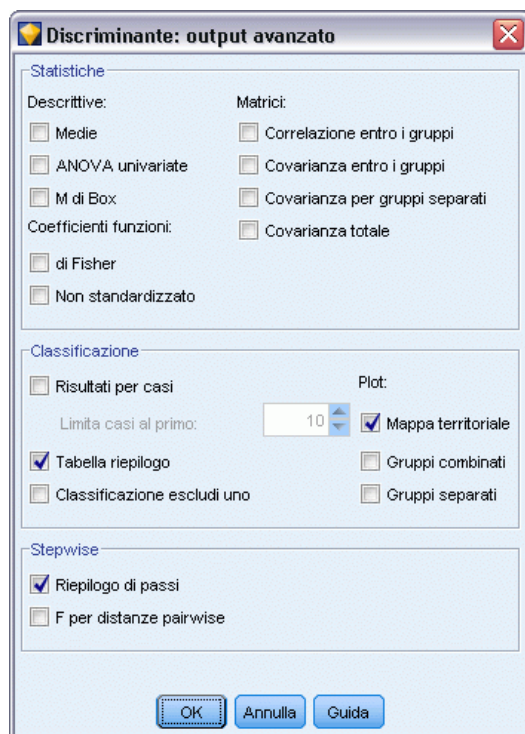 Discriminante: output avanzato
Statistiche
Descrittive:
Medie
ANOVA univariate
M di Box
Coefficienti funzioni:
di Fisher
Non standardizzato
Matrici:
Correlazione entro i gruppi
Covarianza entro i gruppi
Covarianza per gruppi separati
Covarianza totale
Classificazione
Risultati per casi
Limita casi al primo: 10
Tabella riepilogo
Classificazione escludi uno
Plot:
Mappa territoriale
Gruppi combinati
Gruppi separati
Stepwise
Riepilogo di passi
F per distanze pairwise
OK Annulla Guida